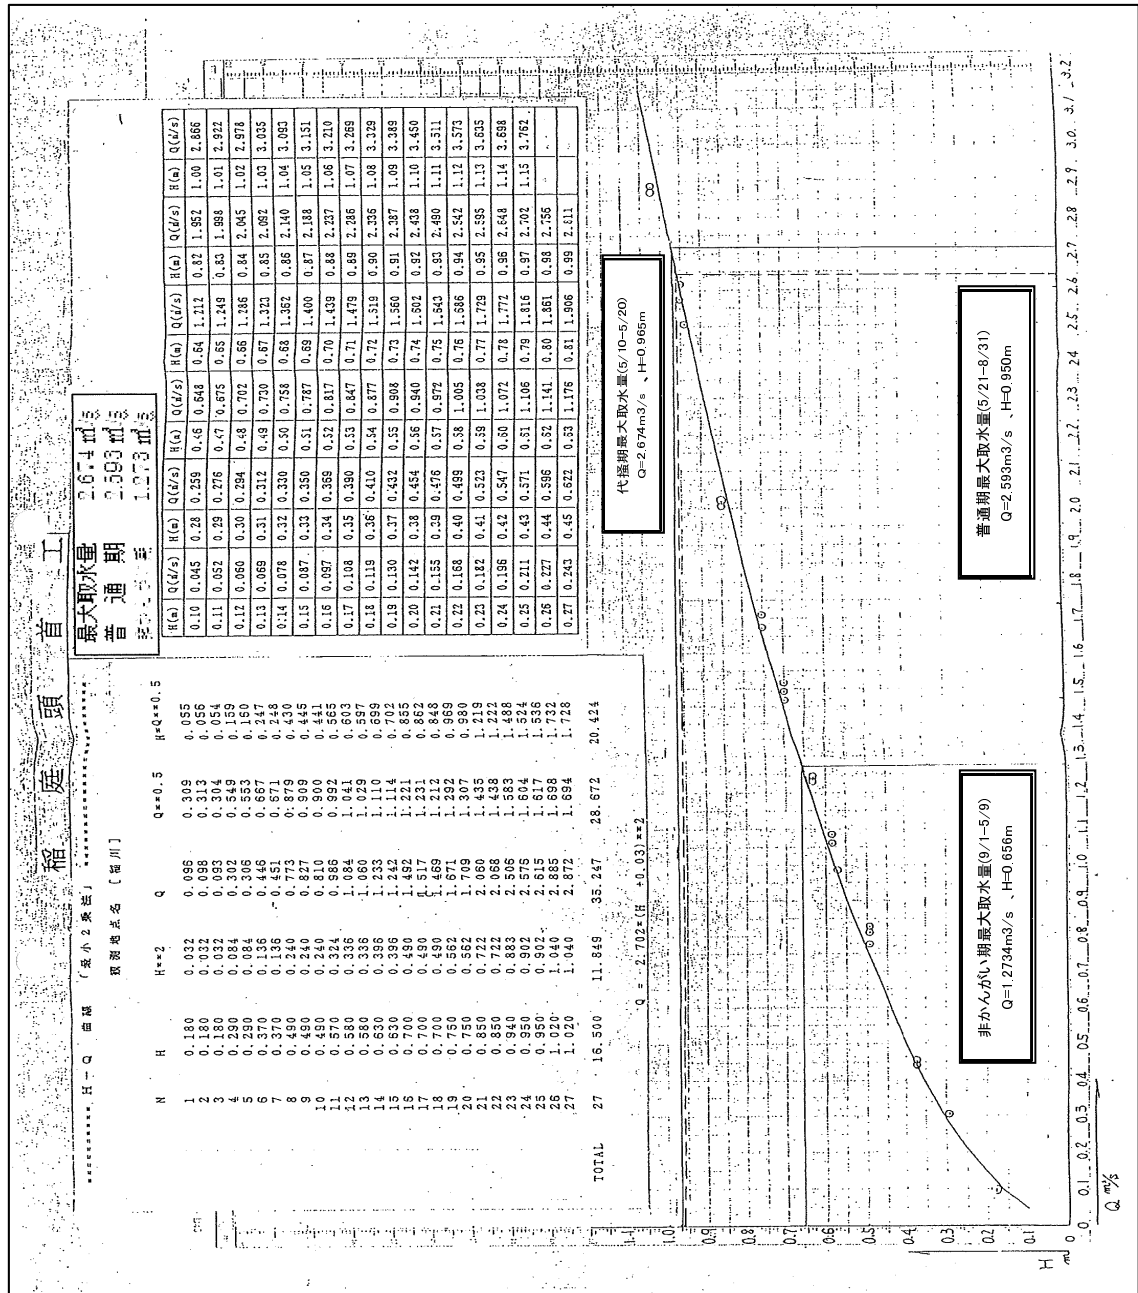 稲庭頭首工
********* H-Q 曲線 「最小2乗法」 *********
観測地点名 [稲川]
N H H**2 Q Q**0.5 H*Q**0.5
1 0.180 0.032 0.096 0.309 0.055
2 0.180 0.032 0.098 0.313 0.056
3 0.180 0.032 0.093 0.304 0.054
4 0.290 0.084 0.302 0.549 0.159
5 0.290 0.084 0.306 0.553 0.160
6 0.370 0.136 0.446 0.667 0.247
7 0.370 0.136 0.451 0.671 0.248
8 0.490 0.240 0.773 0.879 0.430
9 0.490 0.240 0.827 0.909 0.445
10 0.490 0.240 0.810 0.900 0.441
11 0.570 0.324 0.986 0.992 0.565
12 0.580 0.336 1.084 1.041 0.603
13 0.580 0.336 1.060 1.029 0.597
14 0.630 0.396 1.233 1.110 0.699
15 0.630 0.396 1.242 1.114 0.702
16 0.700 0.490 1.492 1.221 0.855
17 0.700 0.490 1.517 1.231 0.862
18 0.700 0.490 1.469 1.212 0.848
19 0.750 0.562 1.671 1.292 0.969
20 0.750 0.562 1.709 1.307 0.980
21 0.850 0.722 2.060 1.435 1.219
22 0.850 0.722 2.068 1.438 1.222
23 0.940 0.883 2.506 1.583 1.488
24 0.950 0.902 2.576 1.604 1.524
25 0.950 0.902 2.615 1.617 1.536
26 1.020 1.040 2.885 1.698 1.732
27 1.020 1.040 2.872 1.694 1.728
TOTAL 27 16.500 11.849 35.247 28.672 20.424
Q = 2.702*(H +0.03)**2
最大取水量 2.674㎥/s
普通期 2.593㎥/s
1.273㎥/s
H(m) Q(㎥/s) H(m) Q(㎥/s) H(m) Q(㎥/s) H(m) Q(㎥/s) H(m) Q(㎥/s) H(m) Q(㎥/s)
0.10 0.045 0.28 0.259 0.46 0.648 0.64 1.212 0.82 1.952 1.00 2.866
0.11 0.052 0.29 0.276 0.47 0.675 0.65 1.249 0.83 1.998 1.01 2.922
0.12 0.060 0.30 0.294 0.48 0.702 0.66 1.286 0.84 2.045 1.02 2.978
0.13 0.069 0.31 0.312 0.49 0.730 0.67 1.323 0.85 2.092 1.03 3.035
0.14 0.078 0.32 0.330 0.50 0.758 0.68 1.362 0.86 2.140 1.04 3.093
0.15 0.087 0.33 0.350 0.51 0.787 0.69 1.400 0.87 2.188 1.05 3.151
0.16 0.097 0.34 0.369 0.52 0.817 0.70 1.439 0.88 2.237 1.06 3.210
0.17 0.108 0.35 0.390 0.53 0.847 0.71 1.479 0.89 2.286 1.07 3.269
0.18 0.119 0.36 0.410 0.54 0.877 0.72 1.519 0.90 2.336 1.08 3.329
0.19 0.130 0.37 0.432 0.55 0.908 0.73 1.560 0.91 2.387 1.09 3.389
0.20 0.142 0.38 0.454 0.56 0.940 0.74 1.602 0.92 2.438 1.10 3.450
0.21 0.155 0.39 0.476 0.57 0.972 0.75 1.643 0.93 2.490 1.11 3.511
0.22 0.168 0.40 0.499 0.58 1.005 0.76 1.686 0.94 2.542 1.12 3.573
0.23 0.182 0.41 0.523 0.59 1.038 0.77 1.729 0.95 2.595 1.13 3.635
0.24 0.196 0.42 0.547 0.60 1.072 0.78 1.772 0.96 2.648 1.14 3.698
0.25 0.211 0.43 0.571 0.61 1.106 0.79 1.816 0.97 2.702 1.15 3.762
0.26 0.227 0.44 0.596 0.62 1.141 0.80 1.861 0.98 2.756
0.27 0.243 0.45 0.622 0.63 1.176 0.81 1.906 0.99 2.811
代掻期最大取水量(5/10-5/20)
Q=2.674m3/s 、H=0.965m
非かんがい期最大取水量(9/1-5/9)
Q=1.2734m3/s 、H=0.656m
普通期最大取水量(5/21-8/31)
Q=2.593m3/s 、H=0.950m
1.1
1.0
0.9
0.8
0.7
0.6
0.5
0.4
0.3
0.2
0.1
H m
0 0.1 0.2 0.3 0.4 0.5 0.6 0.7 0.8 0.9 1.0 1.1 1.2 1.3 1.4 1.5 1.6 1.7 1.8 1.9 2.0 2.1 2.2 2.3 2.4 2.5 2.6 2.7 2.8 2.9 3.0 3.1 3.2
Q m³/s